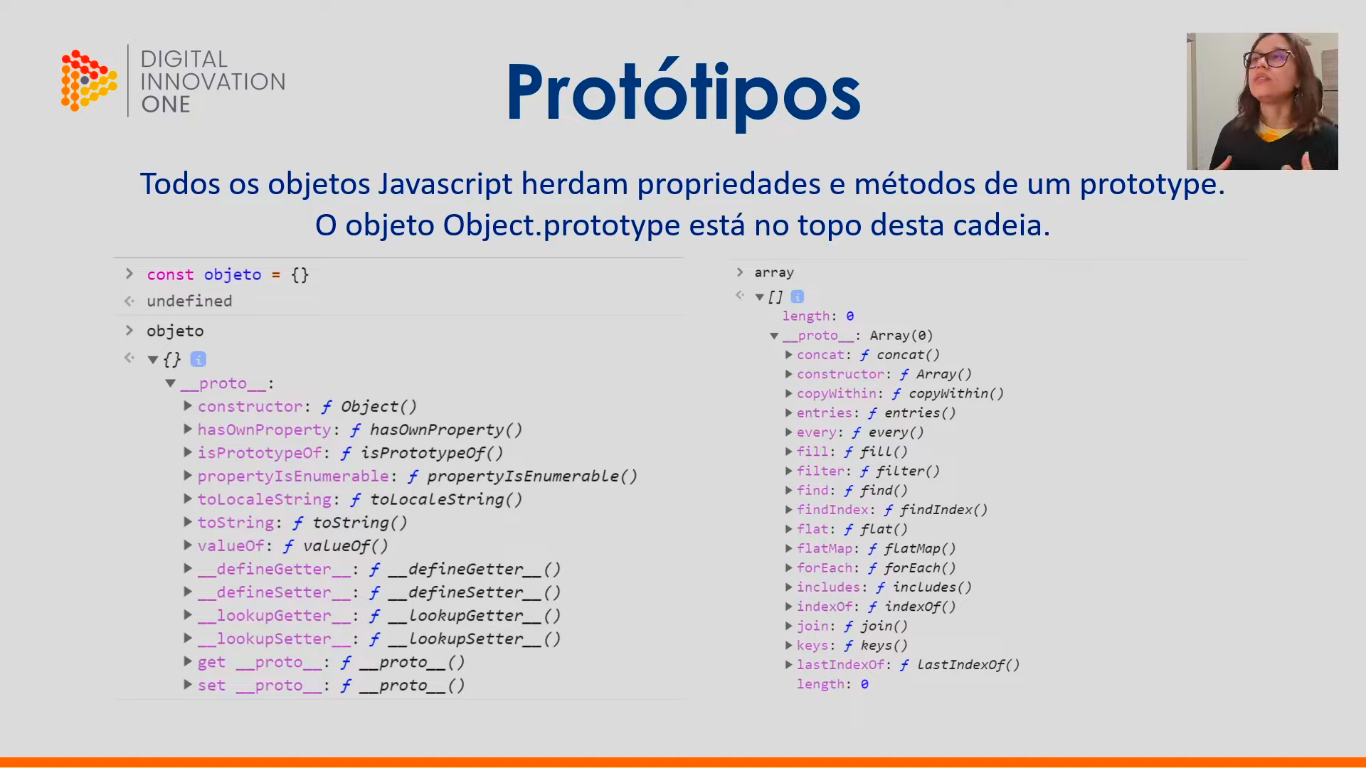 DIGITAL
INNOVATION
ONE
Protótipos
Todos os objetos Javascript herdam propriedades e métodos de um prototype.
O objeto Object.prototype está no topo desta cadeia.
> const objeto = {}
<· undefined
> objeto
<· ▼{} i
▼__proto__:
▶constructor: ƒ Object()
▶hasOwnProperty: ƒ hasOwnProperty()
▶isPrototypeOf: ƒ isPrototypeOf()
▶propertyIsEnumerable: ƒ propertyIsEnumerable()
▶toLocaleString: ƒ toLocaleString()
▶toString: ƒ toString()
▶valueOf: ƒ valueOf()
▶__defineGetter__: ƒ __defineGetter__()
▶__defineSetter__: ƒ __defineSetter__()
▶__lookupGetter__: ƒ __lookupGetter__()
▶__lookupSetter__: ƒ __lookupSetter__()
▶get __proto__: ƒ __proto__()
▶set __proto__: ƒ __proto__()
> array
<· ▼[] i
length: 0
▼__proto__: Array(0)
▶concat: ƒ concat()
▶constructor: ƒ Array()
▶copyWithin: ƒ copyWithin()
▶entries: ƒ entries()
▶every: ƒ every()
▶fill: ƒ fill()
▶filter: ƒ filter()
▶find: ƒ find()
▶findIndex: ƒ findIndex()
▶flat: ƒ flat()
▶flatMap: ƒ flatMap()
▶forEach: ƒ forEach()
▶includes: ƒ includes()
▶indexOf: ƒ indexOf()
▶join: ƒ join()
▶keys: ƒ keys()
▶lastIndexOf: ƒ lastIndexOf()
length: 0